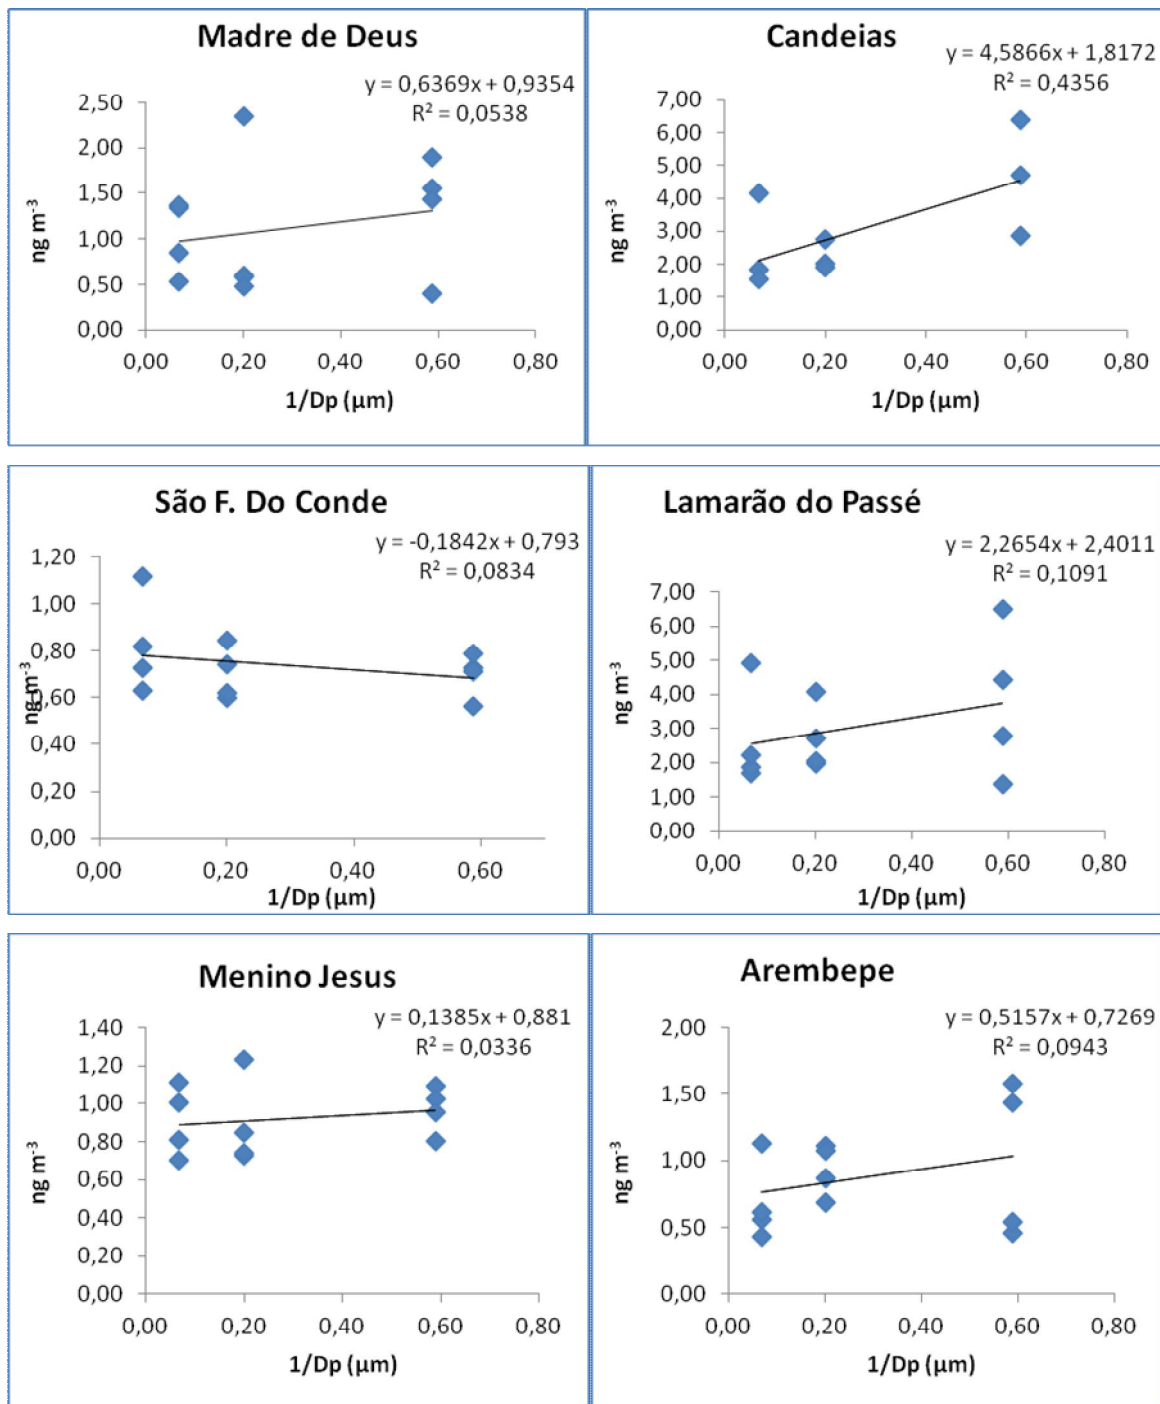 Madre de Deus
y = 0,6369x + 0,9354
R² = 0,0538
2,50
2,00
1,50
1,00
0,50
0,00
ng m⁻³
0,00 0,20 0,40 0,60 0,80
1/Dp (µm)
Candeias
y = 4,5866x + 1,8172
R² = 0,4356
7,00
6,00
5,00
4,00
3,00
2,00
1,00
0,00
ng m⁻³
0,00 0,20 0,40 0,60 0,80
1/Dp (µm)
São F. Do Conde
y = -0,1842x + 0,793
R² = 0,0834
1,20
1,00
0,80
0,60
0,40
0,20
0,00
ng m⁻³
0,00 0,20 0,40 0,60
1/Dp (µm)
Lamarão do Passé
y = 2,2654x + 2,4011
R² = 0,1091
7,00
6,00
5,00
4,00
3,00
2,00
1,00
0,00
ng m⁻³
0,00 0,20 0,40 0,60 0,80
1/Dp (µm)
Menino Jesus
y = 0,1385x + 0,881
R² = 0,0336
1,40
1,20
1,00
0,80
0,60
0,40
0,20
0,00
ng m⁻³
0,00 0,20 0,40 0,60 0,80
1/Dp (µm)
Arembepe
y = 0,5157x + 0,7269
R² = 0,0943
2,00
1,50
1,00
0,50
0,00
ng m⁻³
0,00 0,20 0,40 0,60 0,80
1/Dp (µm)